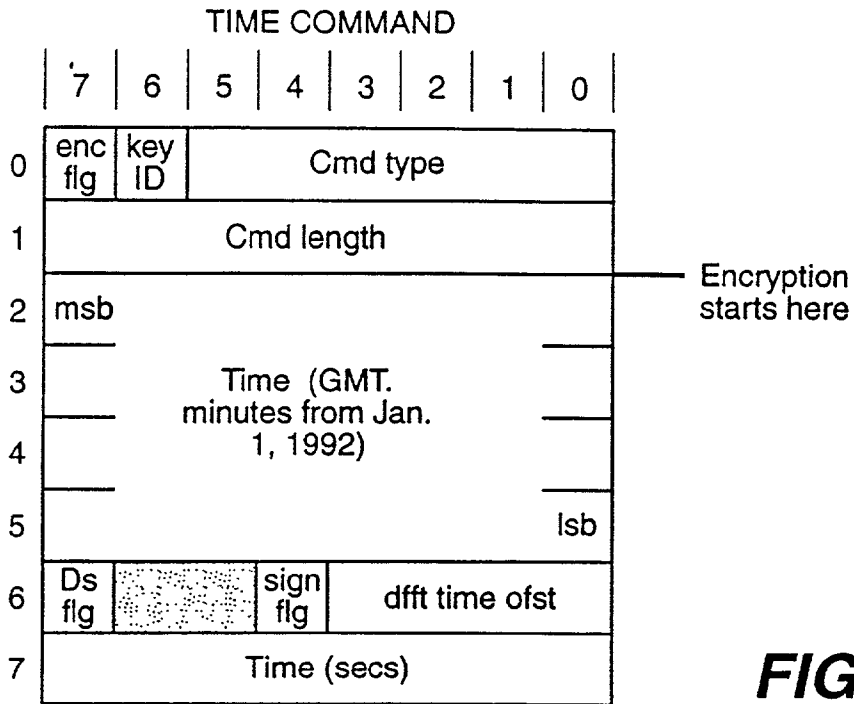 TIME COMMAND
7 6 5 4 3 2 1 0
0 enc flg key ID Cmd type
1 Cmd length
Encryption starts here
2 msb
3 Time (GMT.
minutes from Jan.
4 1, 1992)
5 lsb
6 Ds flg sign flg dfft time ofst
7 Time (secs)
FIG